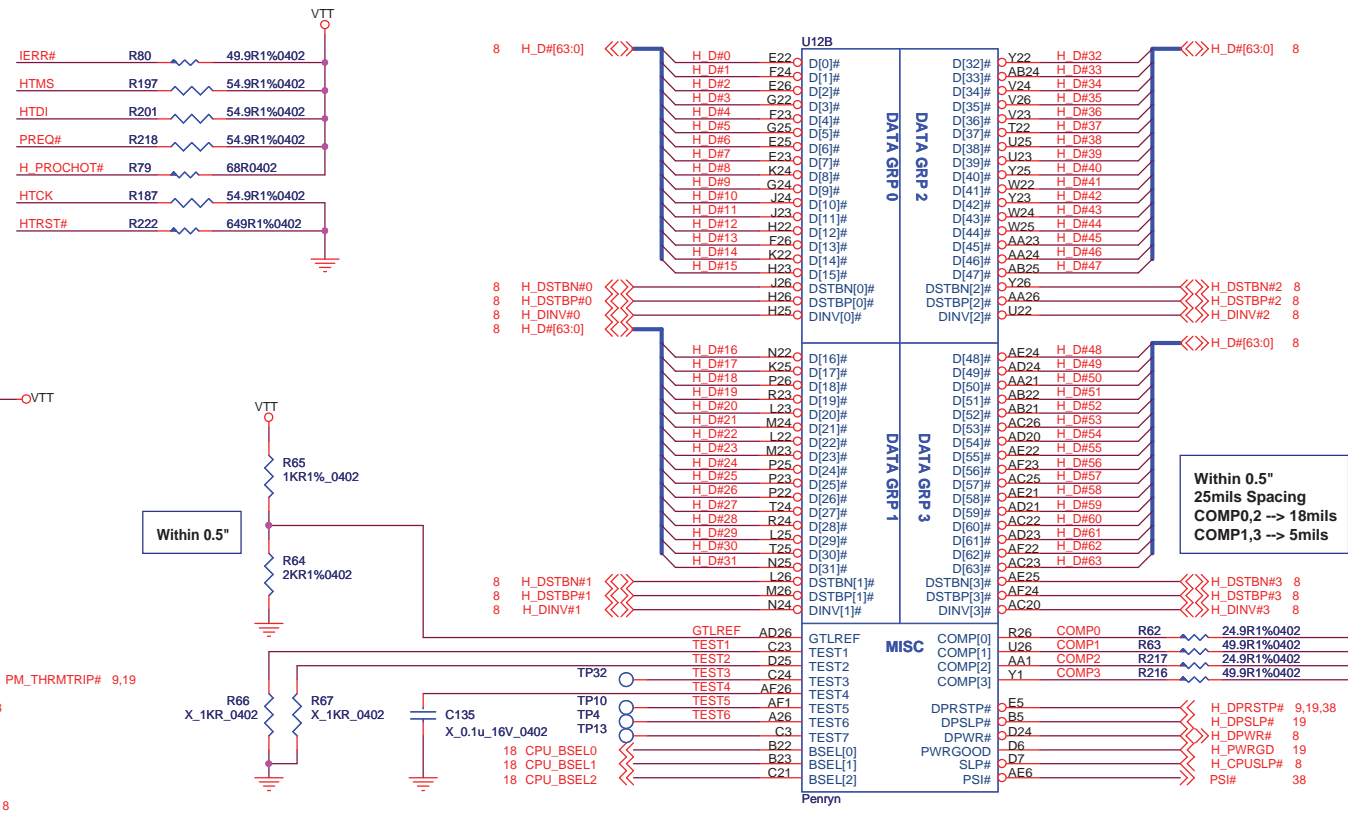 VTT
IERR# R80 49.9R1%0402
HTMS R197 54.9R1%0402
HTDI R201 54.9R1%0402
PREQ# R218 54.9R1%0402
H_PROCHOT# R79 68R0402
HTCK R187 54.9R1%0402
HTRST# R222 649R1%0402
VTT
VTT
R65
1KR1%_0402
Within 0.5"
R64
2KR1%0402
PM_THRMTRIP# 9,19
8
R66
X_1KR_0402
R67
X_1KR_0402
C135
X_0.1u_16V_0402
TP32
TP10
TP4
TP13
18 CPU_BSEL0
18 CPU_BSEL1
18 CPU_BSEL2
U12B
8 H_D#[63:0]
H_D#0 E22 D[0]#
H_D#1 F24 D[1]#
H_D#2 E26 D[2]#
H_D#3 G22 D[3]#
H_D#4 F23 D[4]#
H_D#5 G25 D[5]#
H_D#6 E25 D[6]#
H_D#7 E23 D[7]#
H_D#8 K24 D[8]#
H_D#9 G24 D[9]#
H_D#10 J24 D[10]#
H_D#11 J23 D[11]#
H_D#12 H22 D[12]#
H_D#13 F26 D[13]#
H_D#14 K22 D[14]#
H_D#15 H23 D[15]#
8 H_DSTBN#0 J26 DSTBN[0]#
8 H_DSTBP#0 H26 DSTBP[0]#
8 H_DINV#0 H25 DINV[0]#
8 H_D#[63:0]
DATA GRP 0
DATA GRP 2
H_D#16 N22 D[16]#
H_D#17 K25 D[17]#
H_D#18 P26 D[18]#
H_D#19 R23 D[19]#
H_D#20 L23 D[20]#
H_D#21 M24 D[21]#
H_D#22 L22 D[22]#
H_D#23 M23 D[23]#
H_D#24 P25 D[24]#
H_D#25 P23 D[25]#
H_D#26 P22 D[26]#
H_D#27 T24 D[27]#
H_D#28 R24 D[28]#
H_D#29 L25 D[29]#
H_D#30 T25 D[30]#
H_D#31 N25 D[31]#
8 H_DSTBN#1 L26 DSTBN[1]#
8 H_DSTBP#1 M26 DSTBP[1]#
8 H_DINV#1 N24 DINV[1]#
DATA GRP 1
DATA GRP 3
GTLREF AD26 GTLREF
TEST1 C23 TEST1
TEST2 D25 TEST2
TEST3 C24 TEST3
TEST4 AF26 TEST4
TEST5 AF1 TEST5
TEST6 A26 TEST6
C3 TEST7
B22 BSEL[0]
B23 BSEL[1]
C21 BSEL[2]
MISC
Penryn
H_D#[63:0] 8
D[32]# Y22 H_D#32
D[33]# AB24 H_D#33
D[34]# V24 H_D#34
D[35]# V26 H_D#35
D[36]# V23 H_D#36
D[37]# T22 H_D#37
D[38]# U25 H_D#38
D[39]# U23 H_D#39
D[40]# Y25 H_D#40
D[41]# W22 H_D#41
D[42]# Y23 H_D#42
D[43]# W24 H_D#43
D[44]# W25 H_D#44
D[45]# AA23 H_D#45
D[46]# AA24 H_D#46
D[47]# AB25 H_D#47
DSTBN[2]# Y26 H_DSTBN#2 8
DSTBP[2]# AA26 H_DSTBP#2 8
DINV[2]# U22 H_DINV#2 8
H_D#[63:0] 8
D[48]# AE24 H_D#48
D[49]# AD24 H_D#49
D[50]# AA21 H_D#50
D[51]# AB22 H_D#51
D[52]# AB21 H_D#52
D[53]# AC26 H_D#53
D[54]# AD20 H_D#54
D[55]# AE22 H_D#55
D[56]# AF23 H_D#56
D[57]# AC25 H_D#57
D[58]# AE21 H_D#58
D[59]# AD21 H_D#59
D[60]# AC22 H_D#60
D[61]# AD23 H_D#61
D[62]# AF22 H_D#62
D[63]# AC23 H_D#63
DSTBN[3]# AE25 H_DSTBN#3 8
DSTBP[3]# AF24 H_DSTBP#3 8
DINV[3]# AC20 H_DINV#3 8
Within 0.5"
25mils Spacing
COMP0,2 --> 18mils
COMP1,3 --> 5mils
COMP[0] R26 COMP0 R62 24.9R1%0402
COMP[1] U26 COMP1 R63 49.9R1%0402
COMP[2] AA1 COMP2 R217 24.9R1%0402
COMP[3] Y1 COMP3 R216 49.9R1%0402
DPRSTP# E5 H_DPRSTP# 9,19,38
DPSLP# B5 H_DPSLP# 19
DPWR# D24 H_DPWR# 8
PWRGOOD D6 H_PWRGD 19
SLP# D7 H_CPUSLP# 8
PSI# AE6 PSI# 38